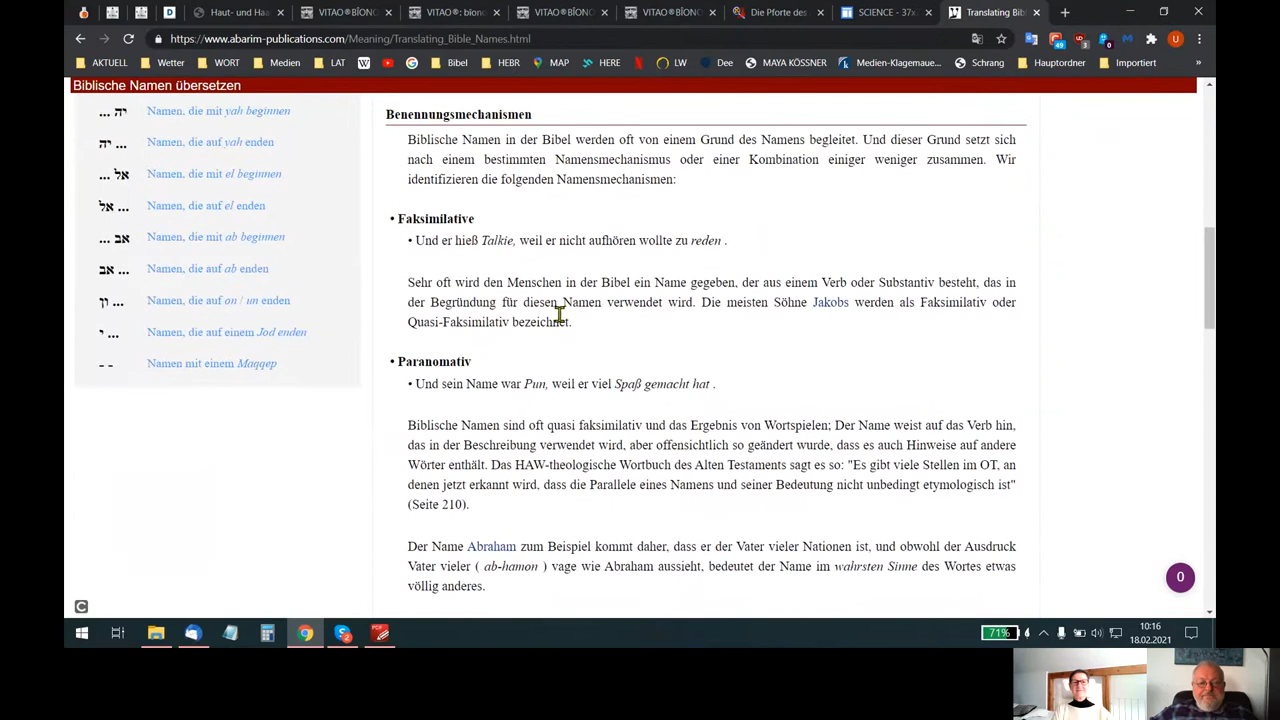 Haut- und Haa
VITAO®BÏONC
VITAO®: biono
VITAO®BÏONC
VITAO®BÏONC
Die Pforte des
SCIENCE - 37x7
Translating Bib
https://www.abarim-publications.com/Meaning/Translating_Bible_Names.html
AKTUELL Wetter WORT Medien LAT Bibel HEBR MAP HERE LW Dee MAYA KÖSSNER Medien-Klagemaue... Schrang Hauptordner Importiert
Biblische Namen übersetzen
... יה Namen, die mit yah beginnen
יה ... Namen, die auf yah enden
... אל Namen, die mit el beginnen
אל ... Namen, die auf el enden
... אב Namen, die mit ab beginnen
אב ... Namen, die auf ab enden
ון ... Namen, die auf on / un enden
י ... Namen, die auf einem Jod enden
- - Namen mit einem Maqqep
Benennungsmechanismen
Biblische Namen in der Bibel werden oft von einem Grund des Namens begleitet. Und dieser Grund setzt sich
nach einem bestimmten Namensmechanismus oder einer Kombination einiger weniger zusammen. Wir
identifizieren die folgenden Namensmechanismen:
• Faksimilative
• Und er hieß Talkie, weil er nicht aufhören wollte zu reden .
Sehr oft wird den Menschen in der Bibel ein Name gegeben, der aus einem Verb oder Substantiv besteht, das in
der Begründung für diesen Namen verwendet wird. Die meisten Söhne Jakobs werden als Faksimilativ oder
Quasi-Faksimilativ bezeichnet.
• Paranomativ
• Und sein Name war Pun, weil er viel Spaß gemacht hat .
Biblische Namen sind oft quasi faksimilativ und das Ergebnis von Wortspielen; Der Name weist auf das Verb hin,
das in der Beschreibung verwendet wird, aber offensichtlich so geändert wurde, dass es auch Hinweise auf andere
Wörter enthält. Das HAW-theologische Wortbuch des Alten Testaments sagt es so: "Es gibt viele Stellen im OT, an
denen jetzt erkannt wird, dass die Parallele eines Namens und seiner Bedeutung nicht unbedingt etymologisch ist"
(Seite 210).
Der Name Abraham zum Beispiel kommt daher, dass er der Vater vieler Nationen ist, und obwohl der Ausdruck
Vater vieler ( ab-hamon ) vage wie Abraham aussieht, bedeutet der Name im wahrsten Sinne des Wortes etwas
völlig anderes.
0
71%
10:16
18.02.2021